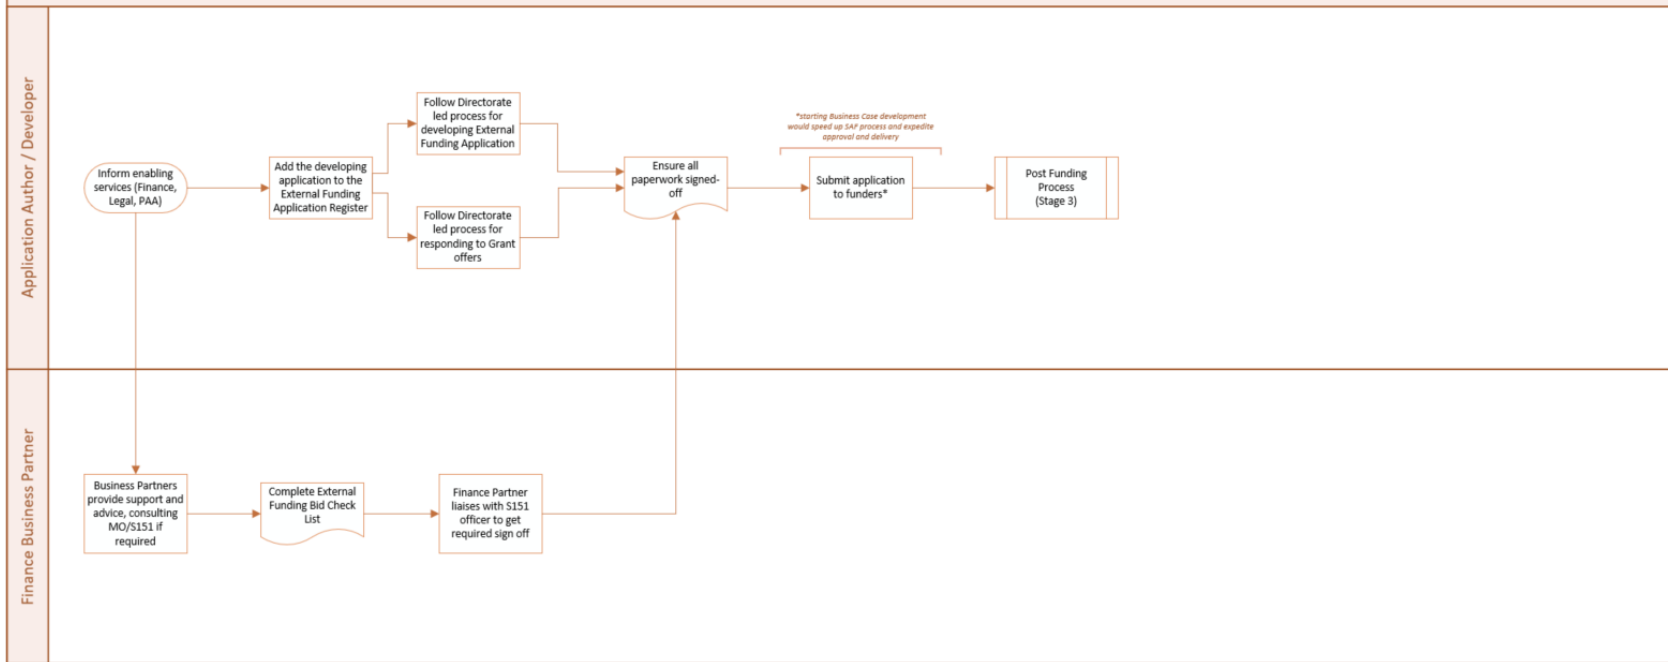 Application Author / Developer
Inform enabling
services (Finance,
Legal, PAA)
Add the developing
application to the
External Funding
Application Register
Follow Directorate
led process for
developing External
Funding Application
Follow Directorate
led process for
responding to Grant
offers
Ensure all
paperwork signed-
off
*starting Business Case development
would speed up SAF process and expedite
approval and delivery
Submit application
to funders*
Post Funding
Process
(Stage 3)
Finance Business Partner
Business Partners
provide support and
advice, consulting
MO/S151 if
required
Complete External
Funding Bid Check
List
Finance Partner
liaises with S151
officer to get
required sign off